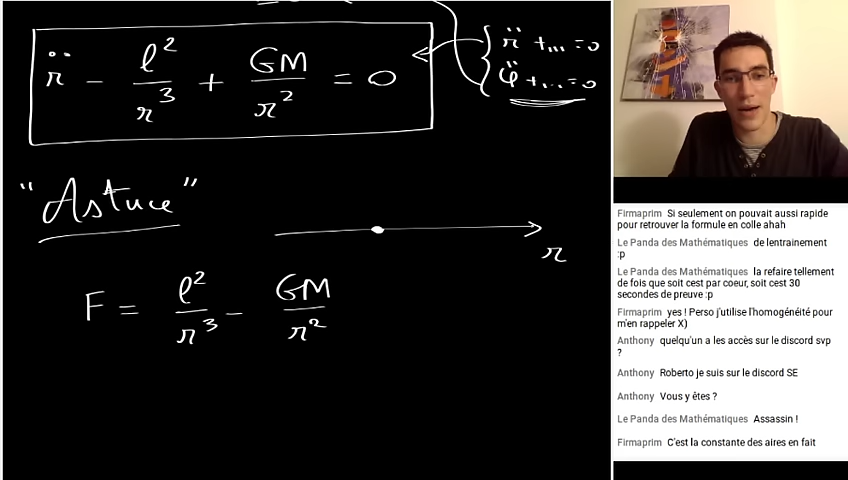 r̈ - ℓ²/r³ + GM/r² = 0
r̈ +... = 0
φ̈ +... = 0
"Astuce"
r
F = ℓ²/r³ - GM/r²
Firmaprim Si seulement on pouvait aussi rapide
pour retrouver la formule en colle ahah
Le Panda des Mathématiques de lentrainement
:p
Le Panda des Mathématiques la refaire tellement
de fois que soit cest par coeur, soit cest 30
secondes de preuve :p
Firmaprim yes ! Perso j'utilise l'homogénéité pour
m'en rappeler X)
Anthony quelqu'un a les accès sur le discord svp
?
Anthony Roberto je suis sur le discord SE
Anthony Vous y êtes ?
Le Panda des Mathématiques Assassin !
Firmaprim C'est la constante des aires en fait